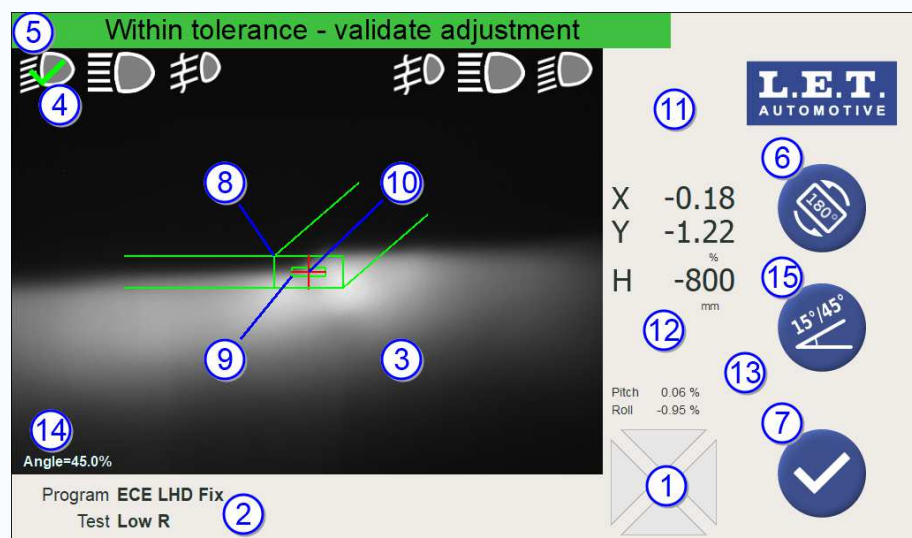 Within tolerance - validate adjustment
5
4
11
L.E.T.
AUTOMOTIVE
6
180°
8
10
X -0.18
Y -1.22
%
H -800
mm
15
15°/45°
9
3
12
13
Pitch 0.06 %
Roll -0.95 %
14
Angle=45.0%
7
1
Program ECE LHD Fix
Test Low R
2